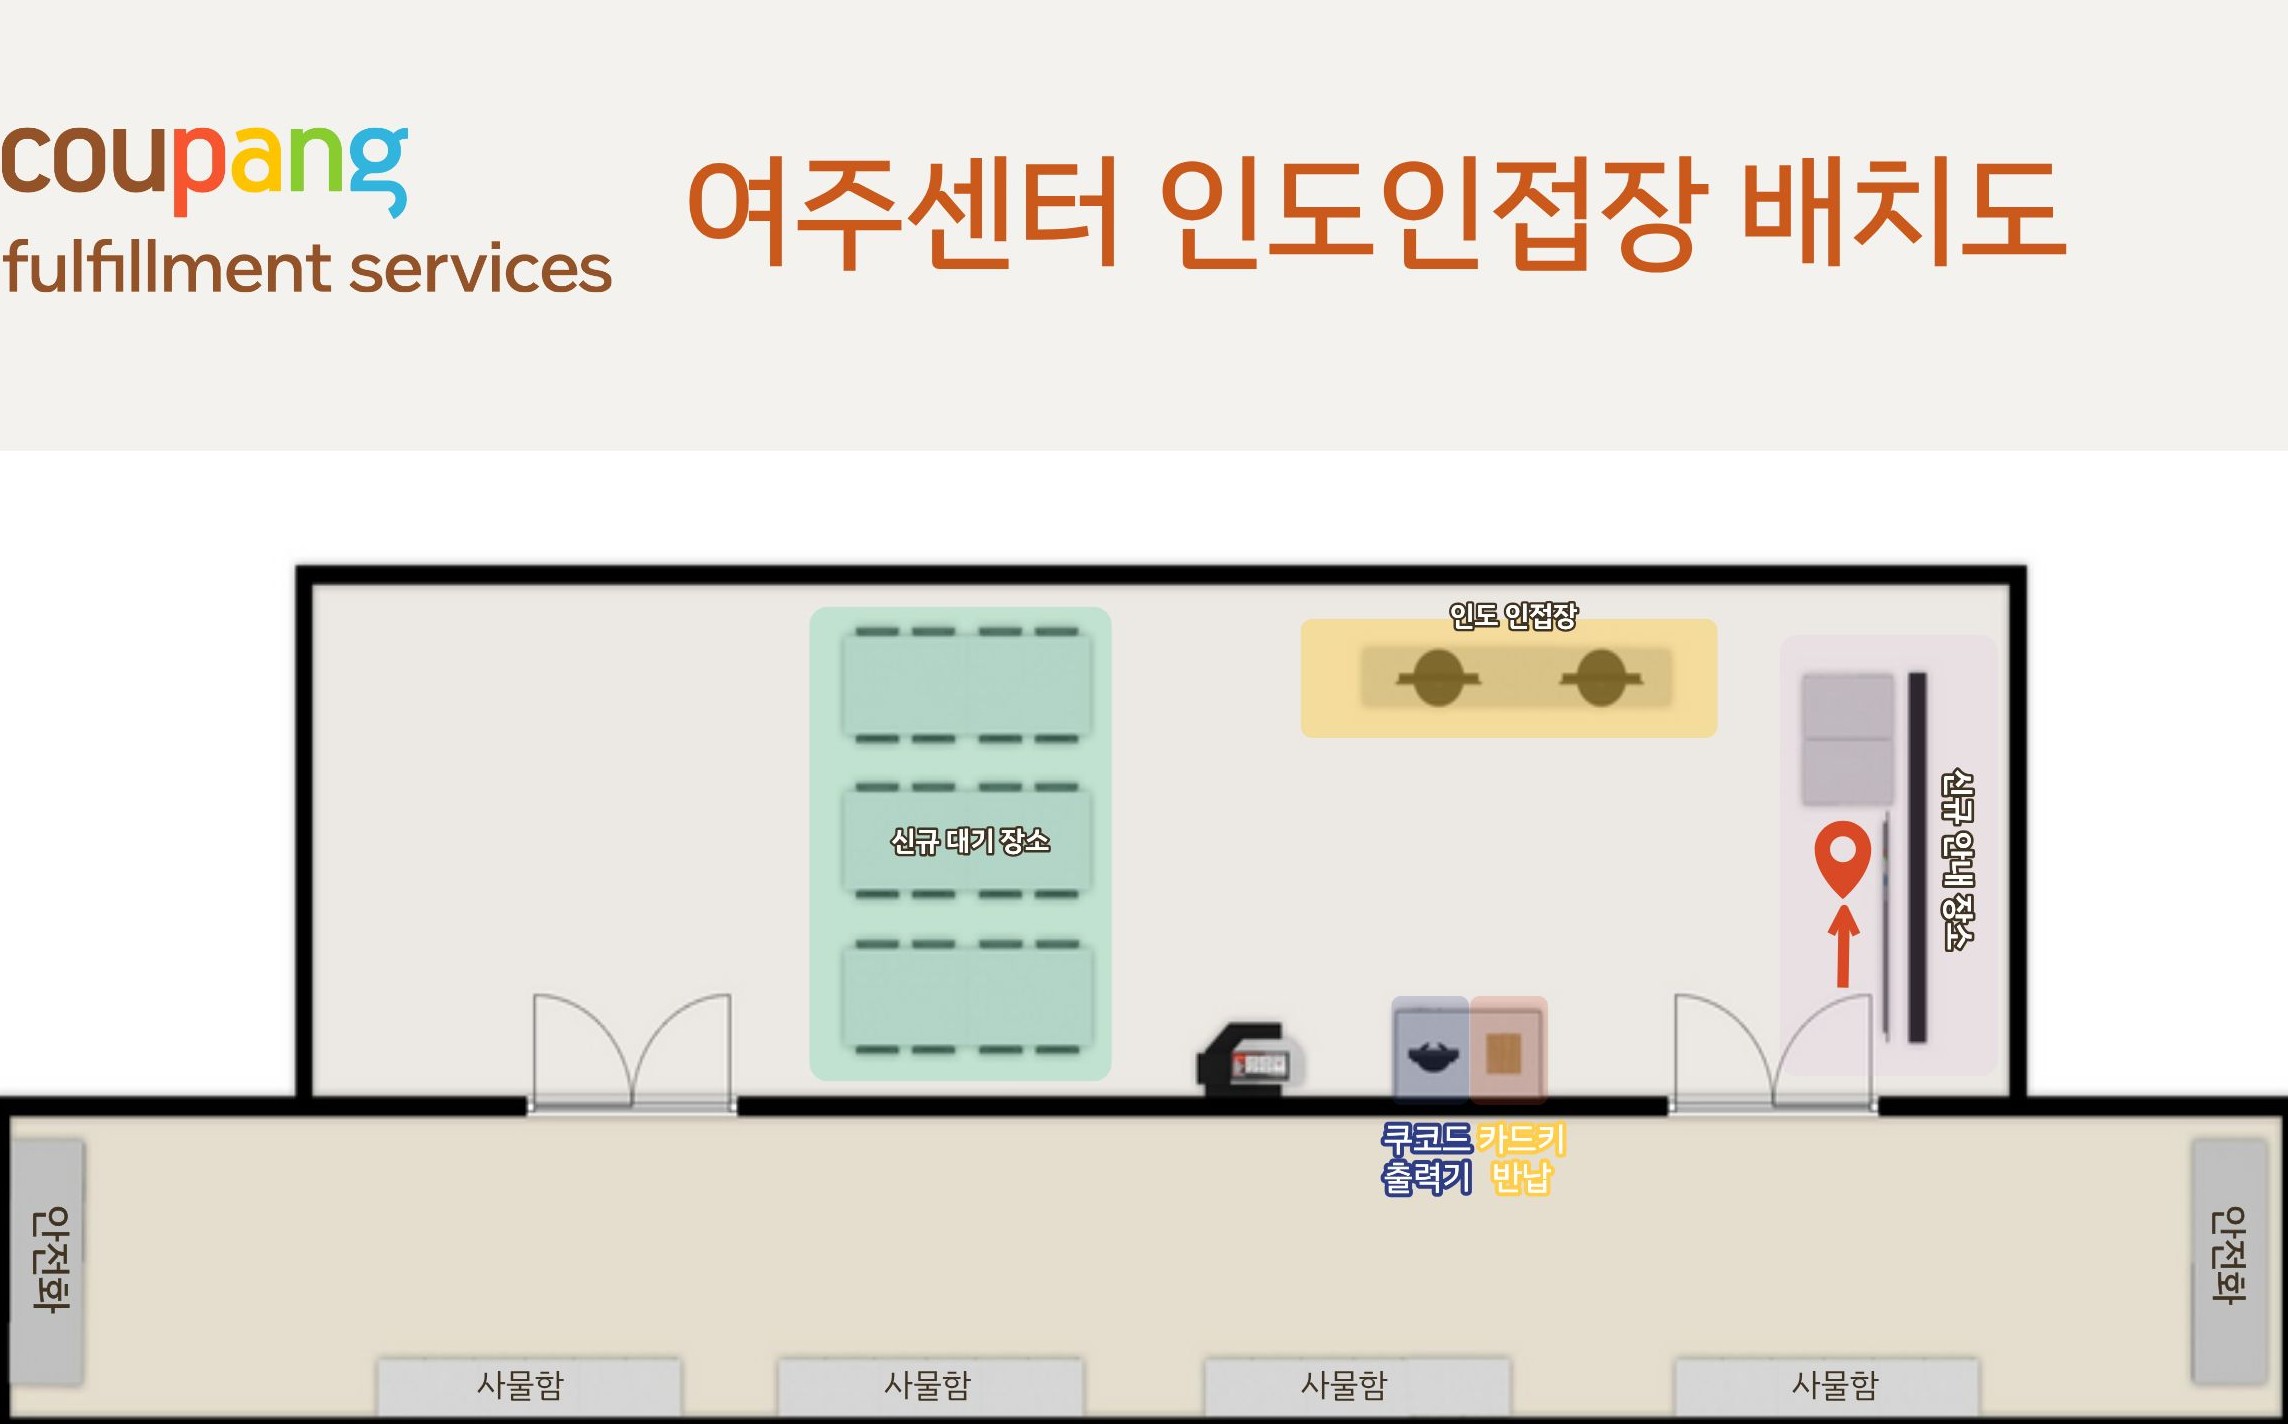 coupang
fulfillment services
여주센터 인도인접장 배치도
인도 인접장
신규 대기 장소
신규 안내 장소
쿠코드 카드키
출력기 반납
안전화
안전화
사물함
사물함
사물함
사물함